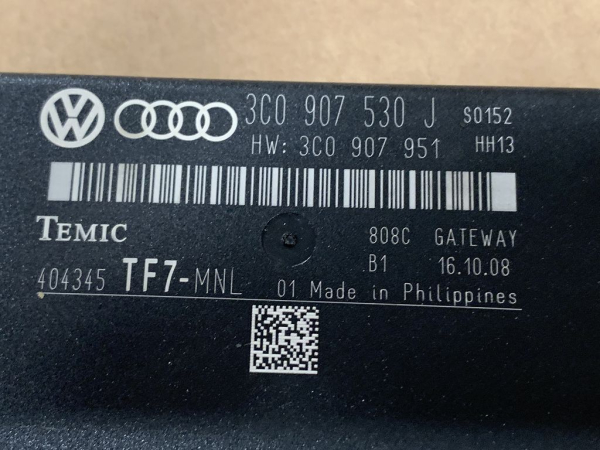 3C0 907 530 J S0152
HW: 3C0 907 951 HH13
TEMIC 808C GATEWAY
B1 16.10.08
404345 TF7-MNL 01 Made in Philippines